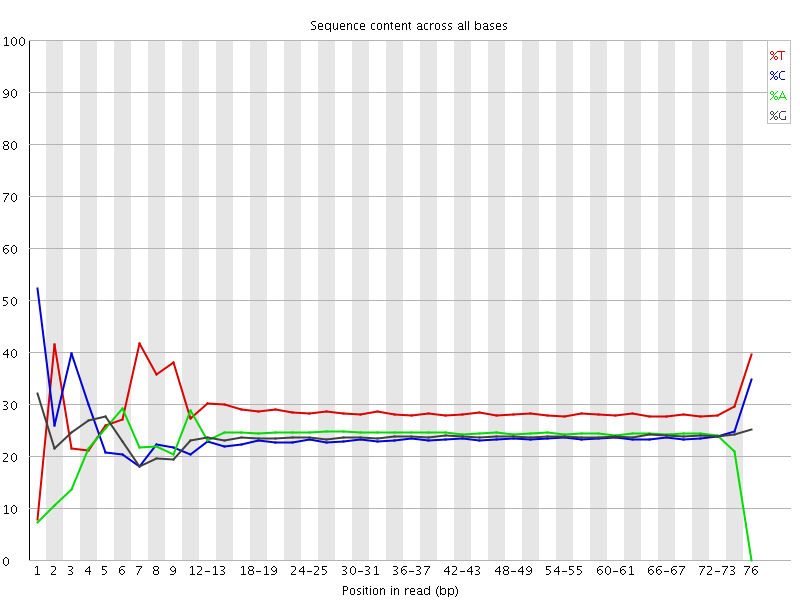 Sequence content across all bases
%T
%C
%A
%G
100
90
80
70
60
50
40
30
20
10
0
1 2 3 4 5 6 7 8 9 12-13 18-19 24-25 30-31 36-37 42-43 48-49 54-55 60-61 66-67 72-73 76
Position in read (bp)